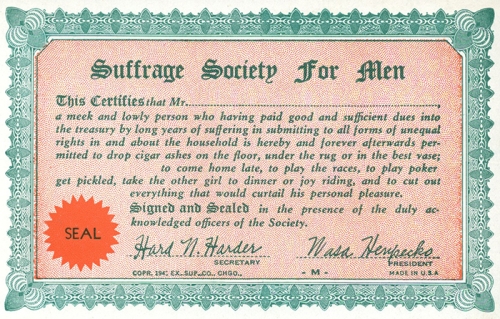 Suffrage Society For Men
This Certifies that Mr.
a meek and lowly person who having paid good and sufficient dues into
the treasury by long years of suffering in submitting to all forms of unequal
rights in and about the household is hereby and forever afterwards per-
mitted to drop cigar ashes on the floor, under the rug or in the best vase;
to come home late, to play the races, to play poker
get pickled, take the other girl to dinner or joy riding, and to cut out
everything that would curtail his personal pleasure.
Signed and Sealed in the presence of the duly ac-
knowledged officers of the Society.
SEAL
Hard N. Harder
Wasa Henpecko
SECRETARY
PRESIDENT
COPR. 1941 EX. SUP. CO., CHGO.,
- M -
MADE IN U.S.A